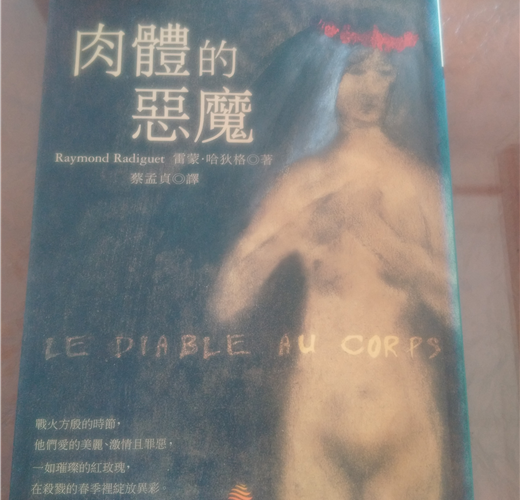 肉體的
惡魔
Raymond Radiguet 雷蒙·哈狄格◎著
蔡孟貞◎譯
LE DIABLE AU CORPS
戰火方殷的時節,
他們愛的美麗、激情且罪惡,
一如璀璨的紅玫瑰,
在殺戮的春季裡綻放異彩。